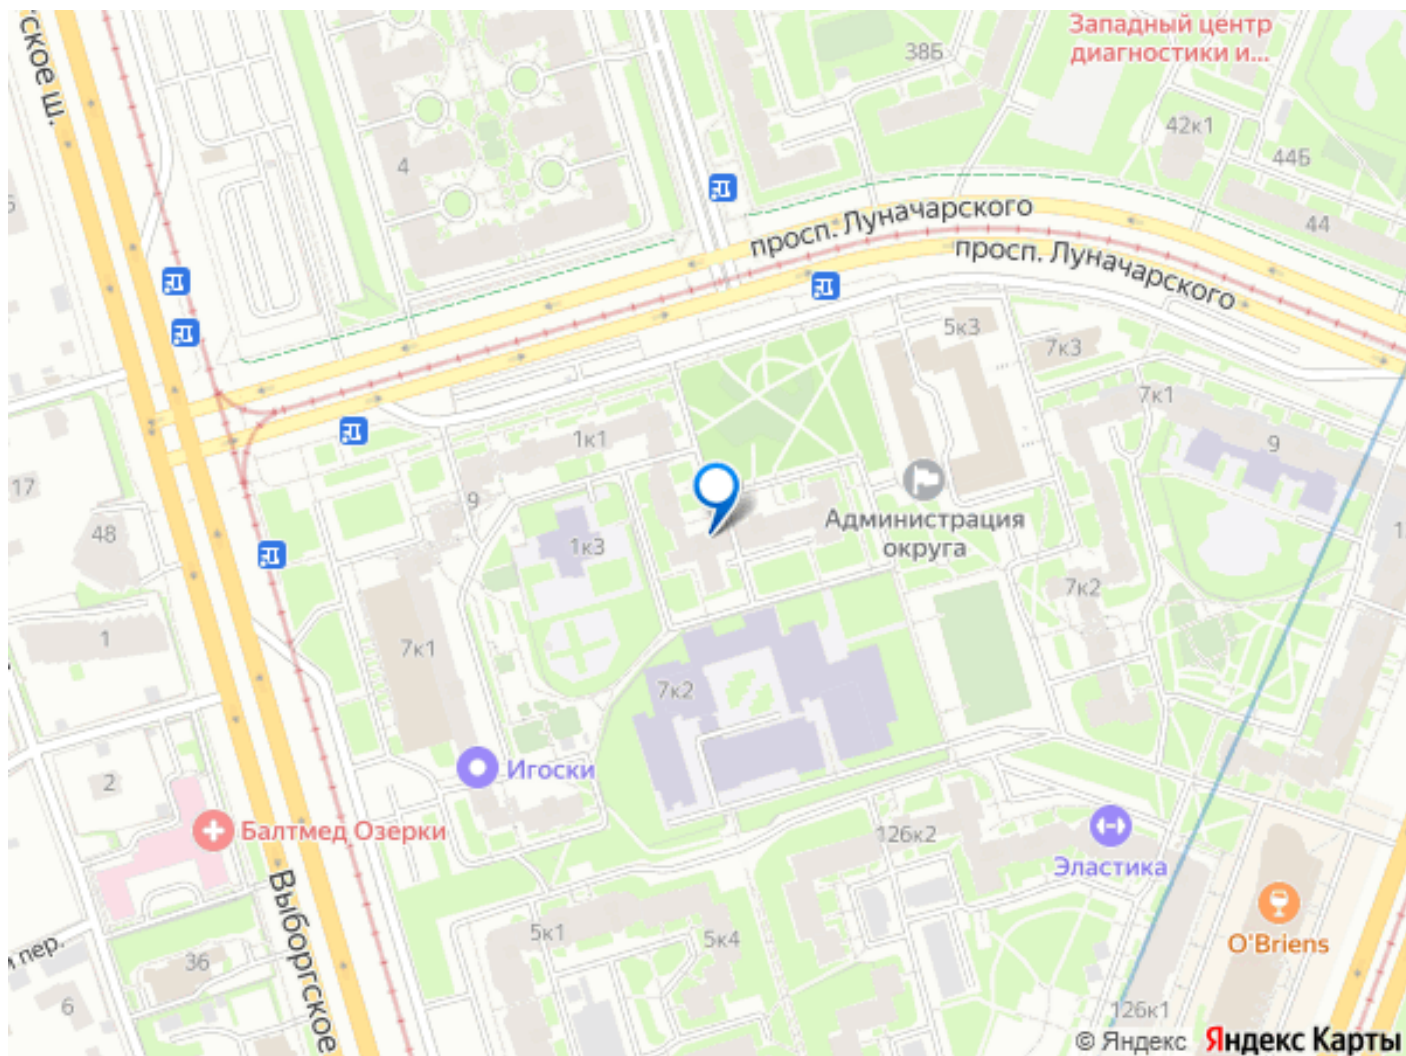 Западный центр
диагностики и...
38Б
ское ш.
42к1
44Б
4
44
просп. Луначарского
просп. Луначарского
5к3
7к3
7к1
1к1
9
17
9
48
1к3
Администрация
округа
7к2
1
7к1
7к2
2
Игоски
Балтмед Озерки
126к2
Эластика
Выборгское
5к1
5к4
O'Briens
пер.
36
6
126к1
© Яндекс Яндекс Карты